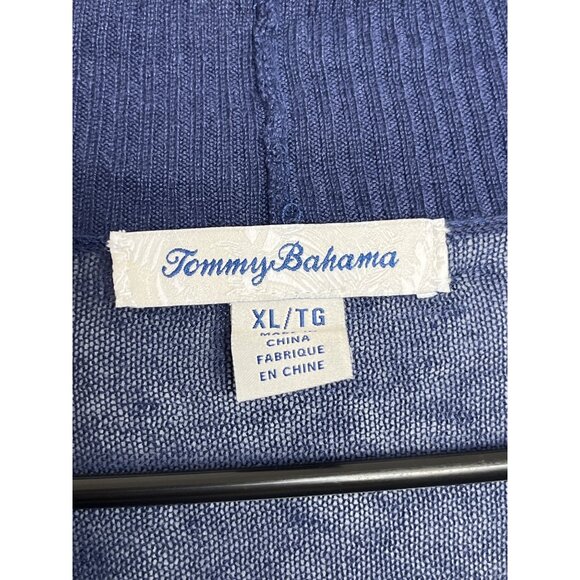 Tommy Bahama
XL/TG
MADE IN
CHINA
FABRIQUE
EN CHINE